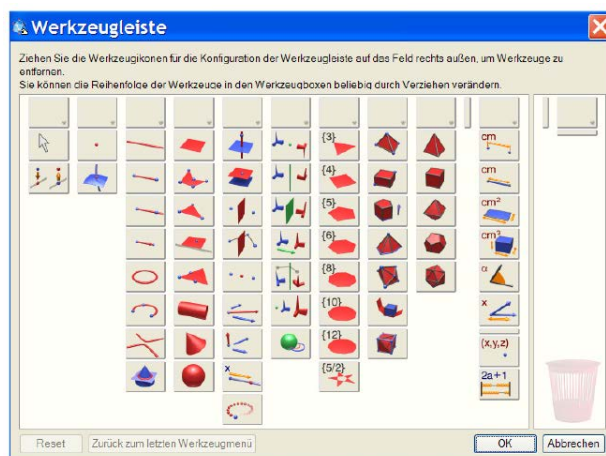 Werkzeugleiste
Ziehen Sie die Werkzeugikonen für die Konfiguration der Werkzeugleiste auf das Feld rechts außen, um Werkzeuge zu
entfernen.
Sie können die Reihenfolge der Werkzeuge in den Werkzeugboxen beliebig durch Verziehen verändern.
{3} cm
{4} cm
{5} cm²
{6} cm³
{8} α
{10} x
{12} (x,y,z)
x {5/2} 2a+1
Reset Zurück zum letzten Werkzeugmenü OK Abbrechen